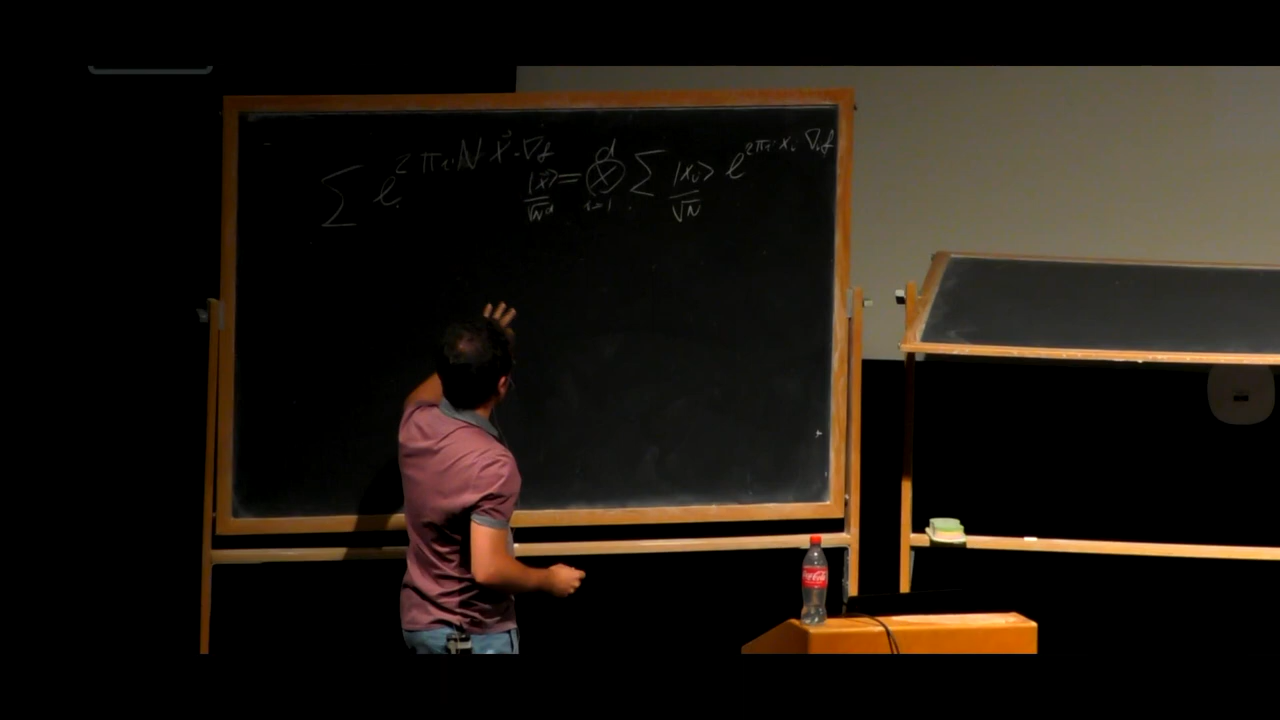 ∑ e^{2πi N x⃗·∇f} |x⃗⟩/√N^d = ⊗_{i=1}^{d} ∑ |x_i⟩/√N e^{2πi x_i ∇_i f}
Coca-Cola